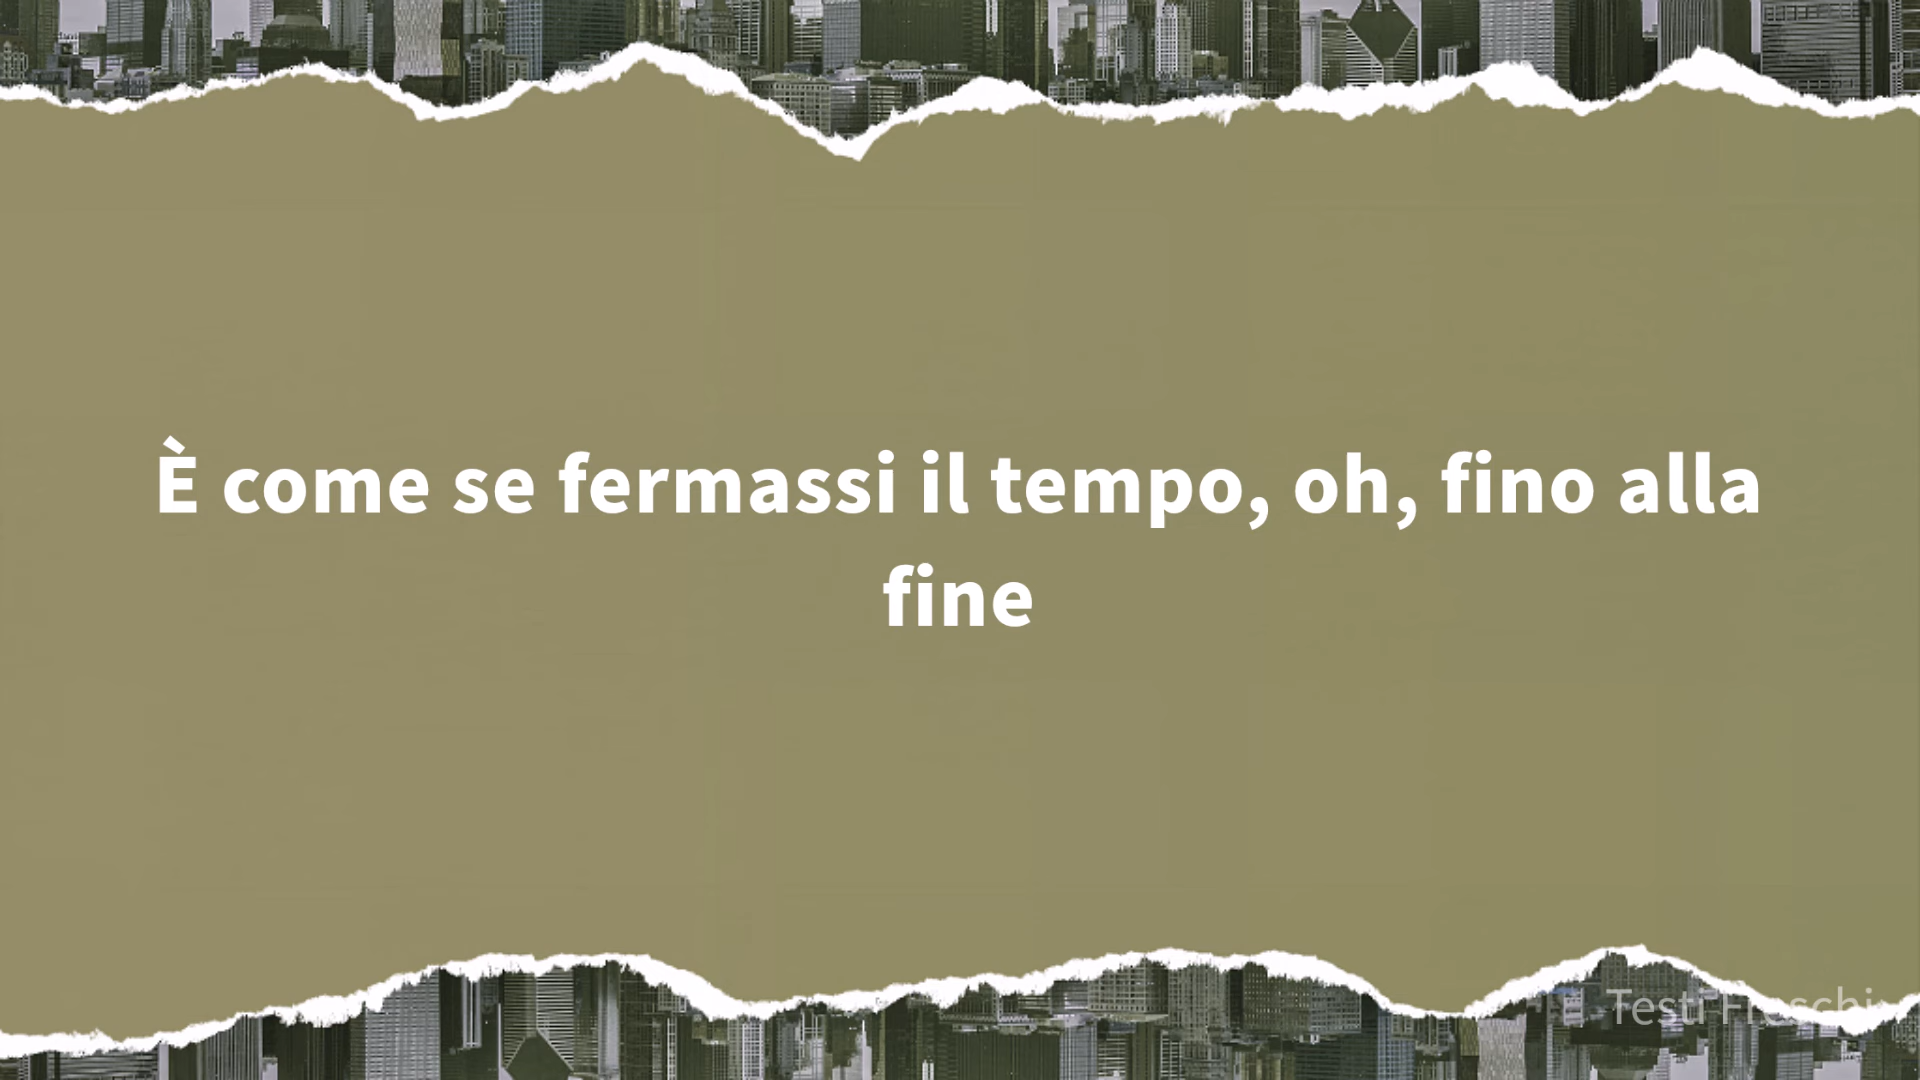 È come se fermassi il tempo, oh, fino alla
fine
Testi Freschi